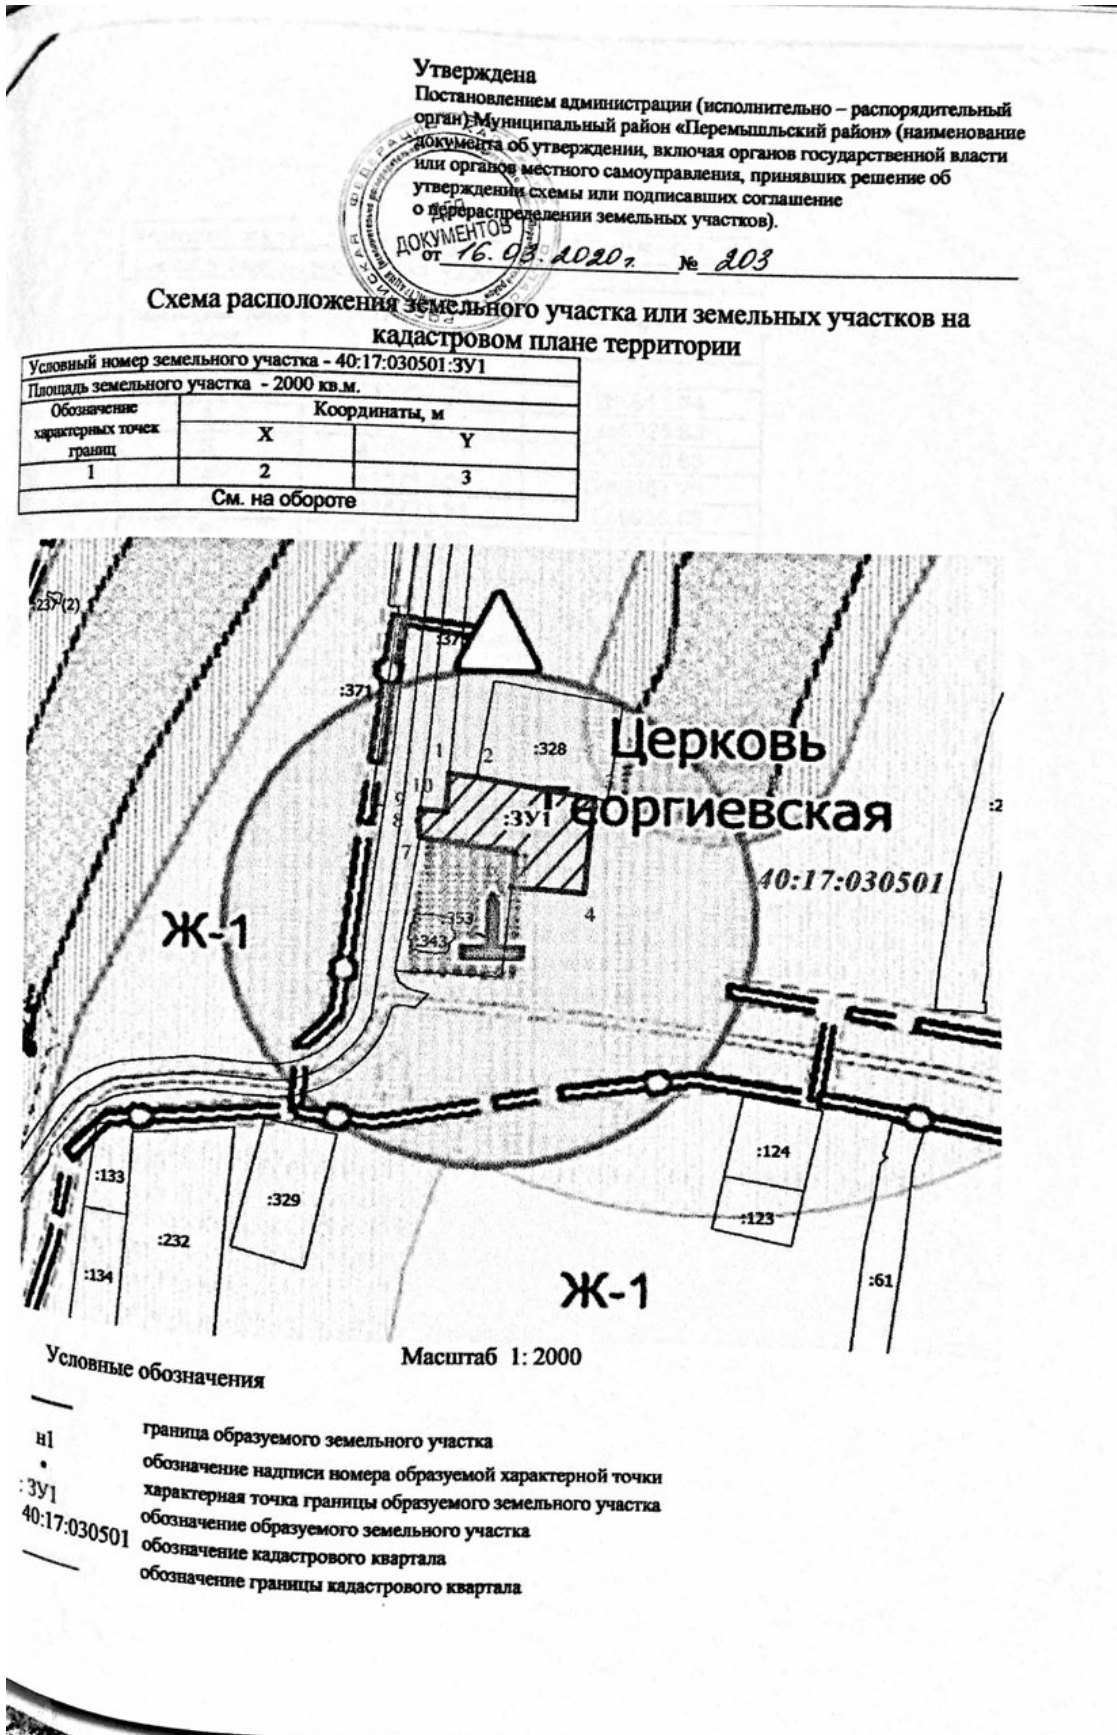 Утверждена
Постановлением администрации (исполнительно – распорядительный
орган) Муниципальный район «Перемышльский район» (наименование
документа об утверждении, включая органов государственной власти
или органов местного самоуправления, принявших решение об
утверждении схемы или подписавших соглашение
о перераспределении земельных участков).
ДЛЯ
ДОКУМЕНТОВ
от 16.03.2020г. № 203
Схема расположения земельного участка или земельных участков на
кадастровом плане территории
Условный номер земельного участка - 40:17:030501:ЗУ1
Площадь земельного участка - 2000 кв.м.
Обозначение характерных точек границ
Координаты, м
X Y
1 2 3
См. на обороте
:237(2)
:37
:371
1 2 :328
Церковь
Георгиевская
10
9
8
:ЗУ1
7
40:17:030501
4
Ж-1
:353
:343
:133
:124
:329
:123
:232
:134
:61
Ж-1
Масштаб 1: 2000
Условные обозначения
граница образуемого земельного участка
н1 обозначение надписи номера образуемой характерной точки
характерная точка границы образуемого земельного участка
: ЗУ1 обозначение образуемого земельного участка
40:17:030501 обозначение кадастрового квартала
обозначение границы кадастрового квартала